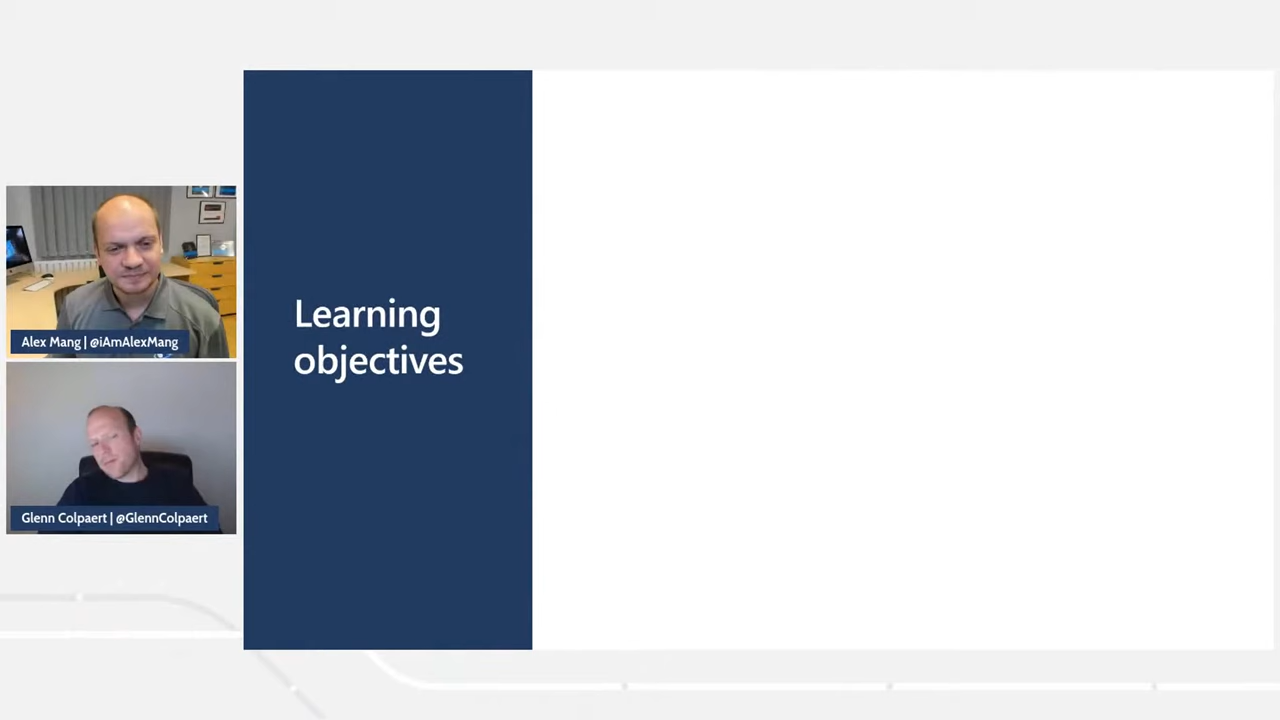 Alex Mang | @iAmAlexMang
Glenn Colpaert | @GlennColpaert
Learning
objectives